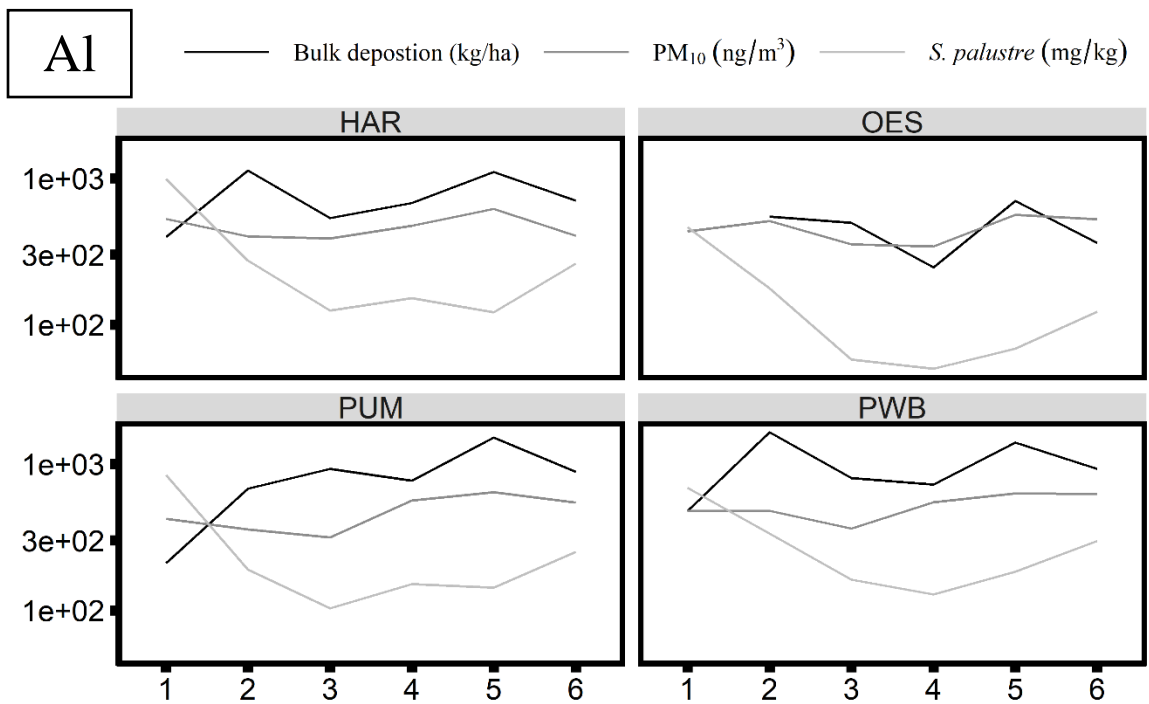 Al
Bulk depostion (kg/ha) PM₁₀ (ng/m³) S. palustre (mg/kg)
HAR OES
1e+03
3e+02
1e+02
PUM PWB
1e+03
3e+02
1e+02
1 2 3 4 5 6 1 2 3 4 5 6